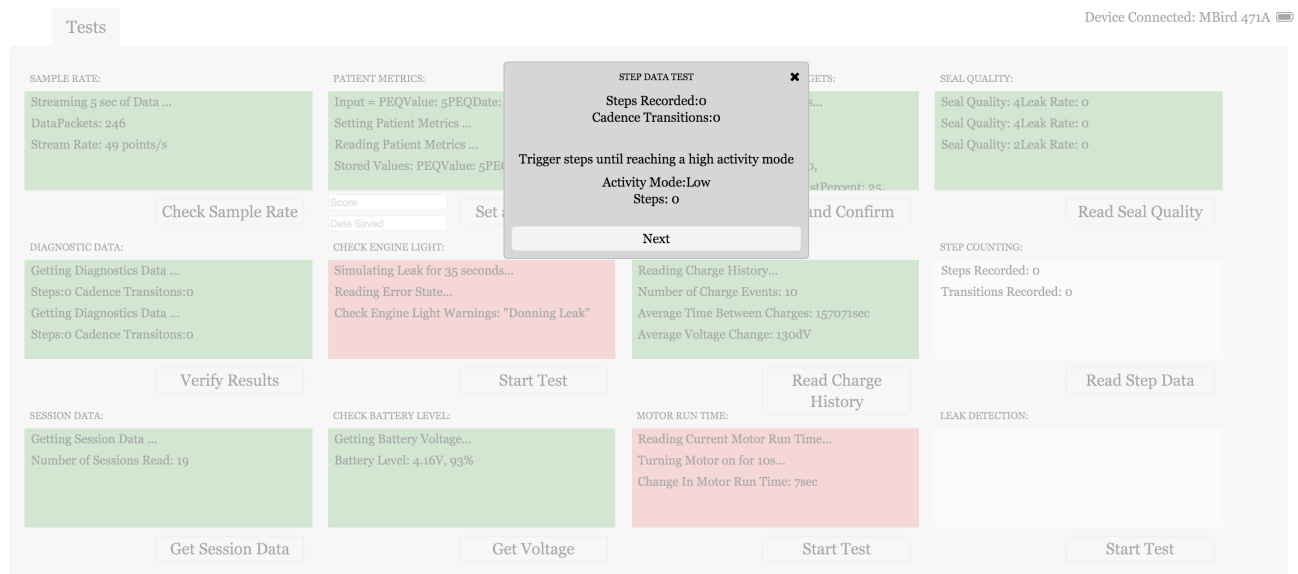 Tests
Device Connected: MBird 471A
SAMPLE RATE:
Streaming 5 sec of Data ...
DataPackets: 246
Stream Rate: 49 points/s
Check Sample Rate
PATIENT METRICS:
Input = PEQValue: 5PEQDate:
Setting Patient Metrics ...
Reading Patient Metrics ...
Stored Values: PEQValue: 5PE
Score
Date Saved
Set a
STEP DATA TEST
Steps Recorded:0
Cadence Transitions:0
Trigger steps until reaching a high activity mode
Activity Mode:Low
Steps: 0
Next
GETS:
s...
0,
stPercent: 25,
and Confirm
SEAL QUALITY:
Seal Quality: 4Leak Rate: 0
Seal Quality: 4Leak Rate: 0
Seal Quality: 2Leak Rate: 0
Read Seal Quality
DIAGNOSTIC DATA:
Getting Diagnostics Data ...
Steps:0 Cadence Transitons:0
Getting Diagnostics Data ...
Steps:0 Cadence Transitons:0
Verify Results
CHECK ENGINE LIGHT:
Simulating Leak for 35 seconds...
Reading Error State...
Check Engine Light Warnings: "Donning Leak"
Start Test
Reading Charge History...
Number of Charge Events: 10
Average Time Between Charges: 157071sec
Average Voltage Change: 130dV
Read Charge
History
STEP COUNTING:
Steps Recorded: 0
Transitions Recorded: 0
Read Step Data
SESSION DATA:
Getting Session Data ...
Number of Sessions Read: 19
Get Session Data
CHECK BATTERY LEVEL:
Getting Battery Voltage...
Battery Level: 4.16V, 93%
Get Voltage
MOTOR RUN TIME:
Reading Current Motor Run Time...
Turning Motor on for 10s...
Change In Motor Run Time: 7sec
Start Test
LEAK DETECTION:
Start Test